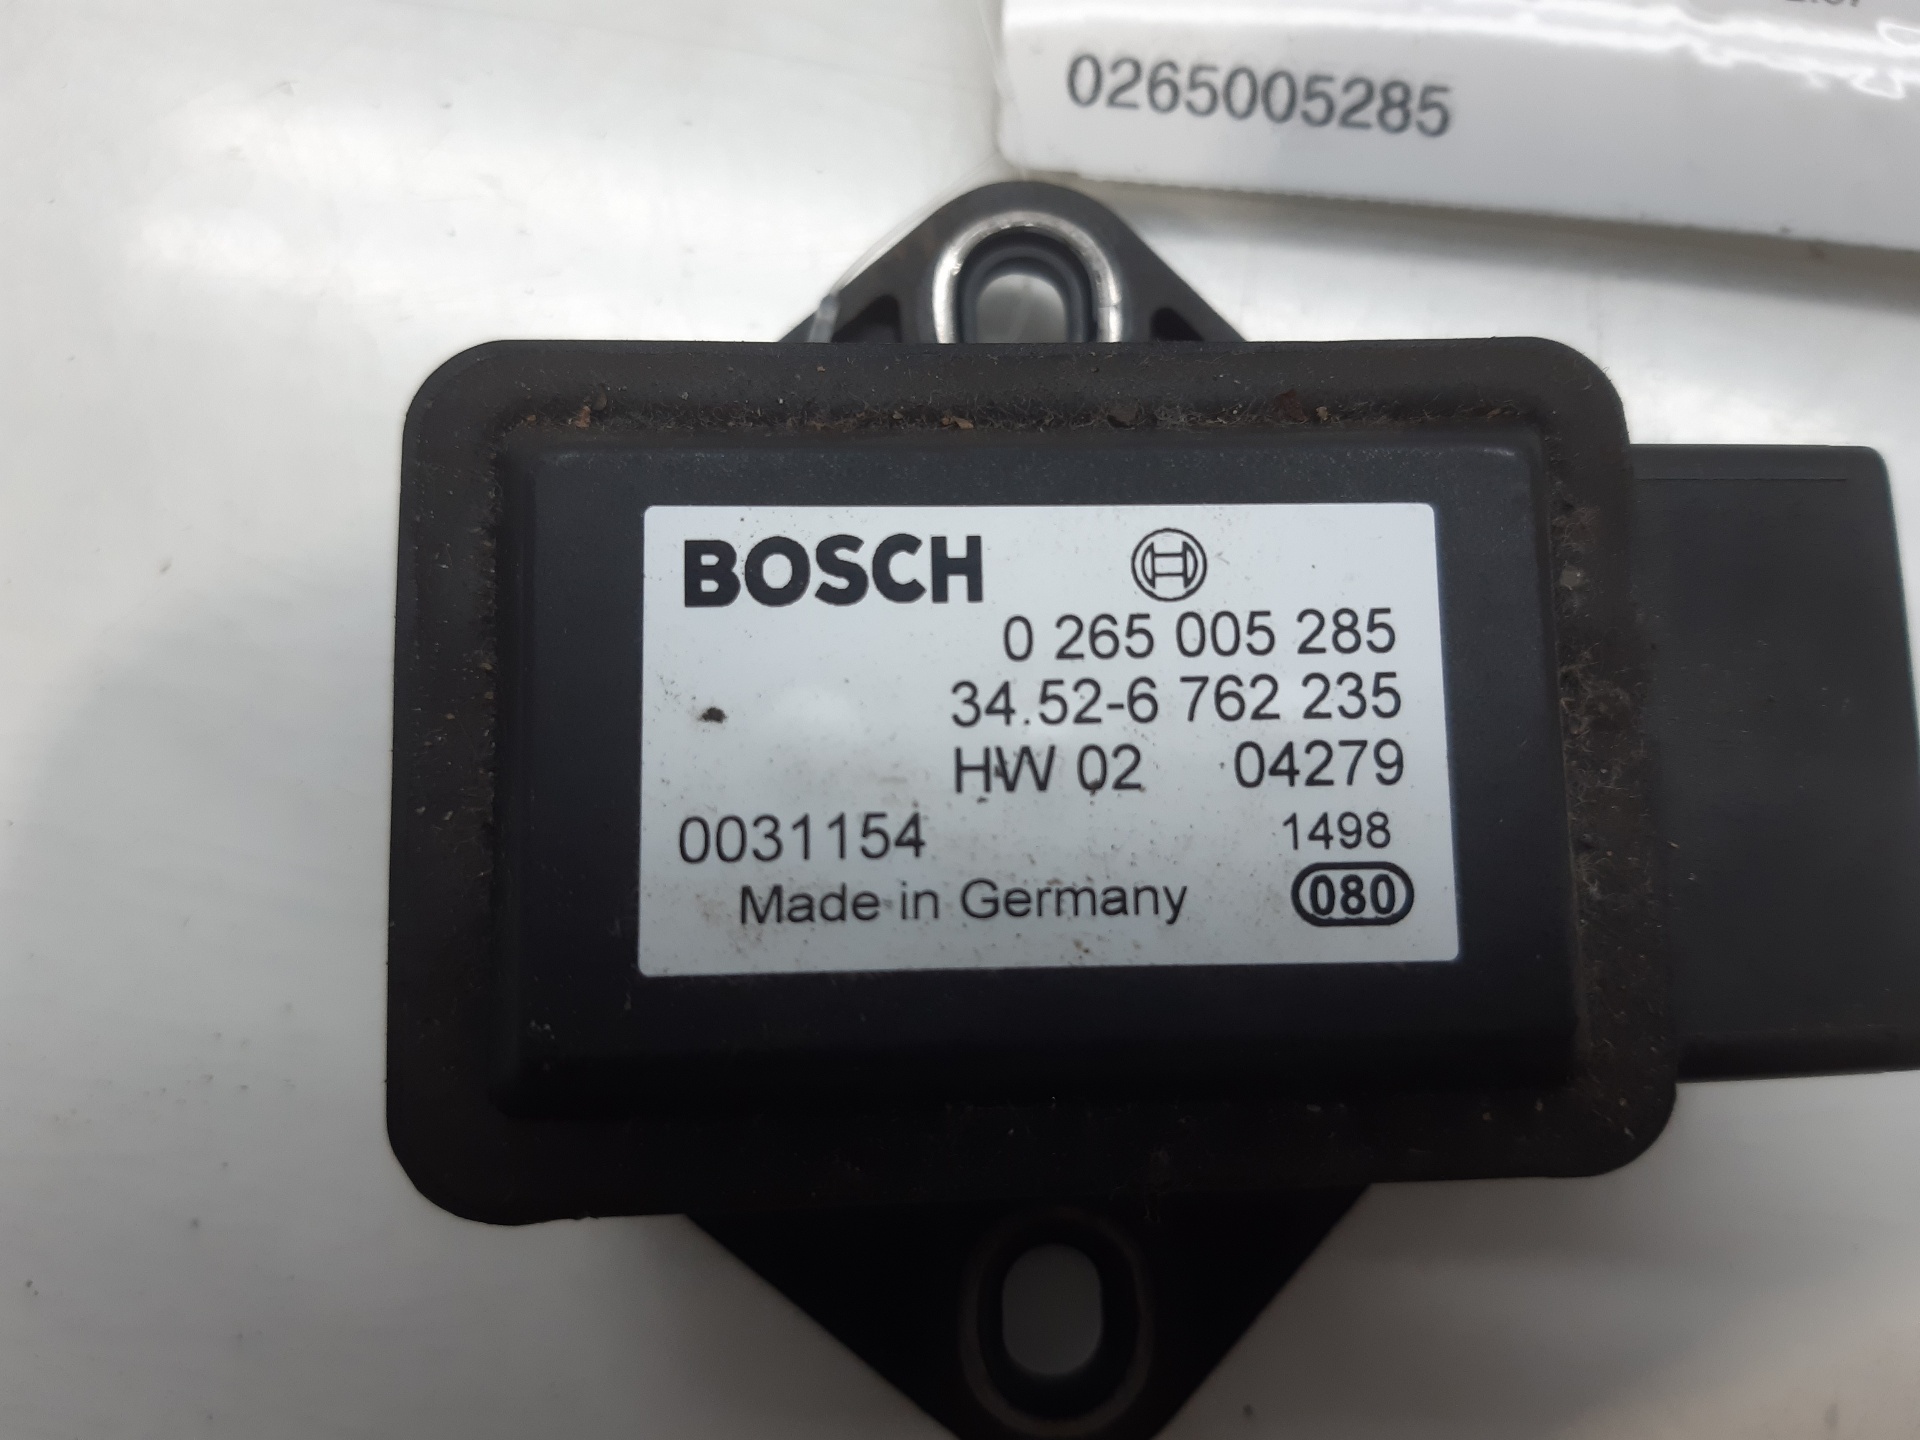 0265005285
BOSCH
0 265 005 285
34.52-6 762 235
HW 02 04279
0031154 1498
Made in Germany 080